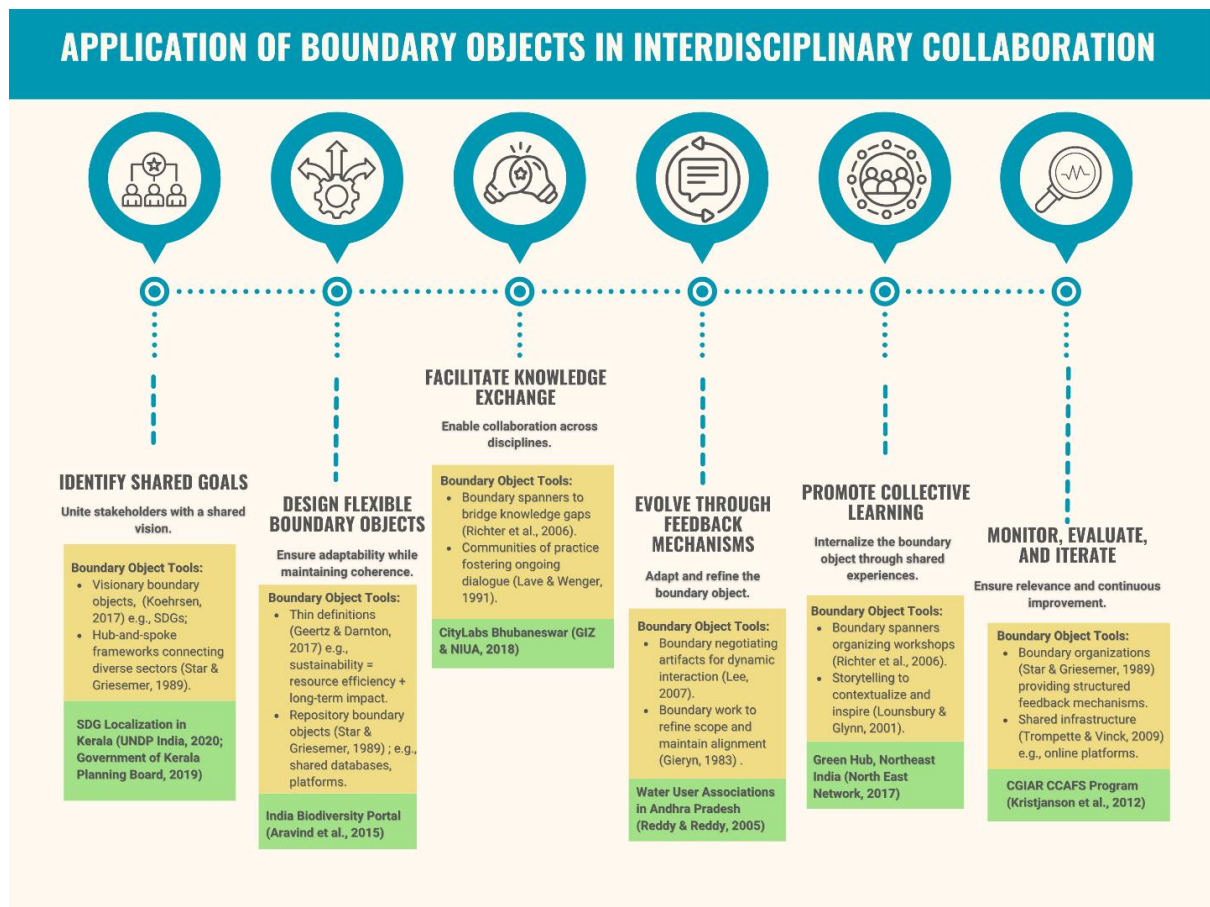 APPLICATION OF BOUNDARY OBJECTS IN INTERDISCIPLINARY COLLABORATION
IDENTIFY SHARED GOALS
Unite stakeholders with a shared
vision.
Boundary Object Tools:
• Visionary boundary
objects, (Koehrsen,
2017) e.g., SDGs;
• Hub-and-spoke
frameworks connecting
diverse sectors (Star &
Griesemer, 1989).
SDG Localization in
Kerala (UNDP India, 2020;
Government of Kerala
Planning Board, 2019)
DESIGN FLEXIBLE
BOUNDARY OBJECTS
Ensure adaptability while
maintaining coherence.
Boundary Object Tools:
• Thin definitions
(Geertz & Darnton,
2017) e.g.,
sustainability =
resource efficiency +
long-term impact.
• Repository boundary
objects (Star &
Griesemer, 1989) ; e.g.,
shared databases,
platforms.
India Biodiversity Portal
(Aravind et al., 2015)
FACILITATE KNOWLEDGE
EXCHANGE
Enable collaboration across
disciplines.
Boundary Object Tools:
• Boundary spanners to
bridge knowledge gaps
(Richter et al., 2006).
• Communities of practice
fostering ongoing
dialogue (Lave & Wenger,
1991).
CityLabs Bhubaneswar (GIZ
& NIUA, 2018)
EVOLVE THROUGH
FEEDBACK
MECHANISMS
Adapt and refine the
boundary object.
Boundary Object Tools:
• Boundary negotiating
artifacts for dynamic
interaction (Lee,
2007).
• Boundary work to
refine scope and
maintain alignment
(Gieryn, 1983) .
Water User Associations
in Andhra Pradesh
(Reddy & Reddy, 2005)
PROMOTE COLLECTIVE
LEARNING
Internalize the boundary
object through shared
experiences.
Boundary Object Tools:
• Boundary spanners
organizing workshops
(Richter et al., 2006).
• Storytelling to
contextualize and
inspire (Lounsbury &
Glynn, 2001).
Green Hub, Northeast
India (North East
Network, 2017)
MONITOR, EVALUATE,
AND ITERATE
Ensure relevance and continuous
improvement.
Boundary Object Tools:
• Boundary organizations
(Star & Griesemer, 1989)
providing structured
feedback mechanisms.
• Shared infrastructure
(Trompette & Vinck, 2009)
e.g., online platforms.
CGIAR CCAFS Program
(Kristjanson et al., 2012)